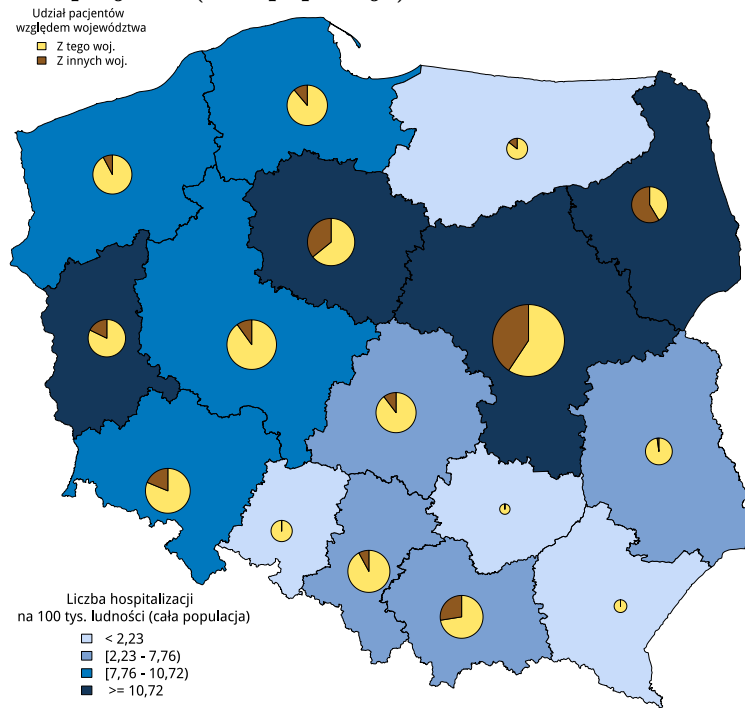 Udział pacjentów
względem województwa
Z tego woj.
Z innych woj.
Liczba hospitalizacji
na 100 tys. ludności (cała populacja)
< 2,23
[2,23 - 7,76)
[7,76 - 10,72)
>= 10,72